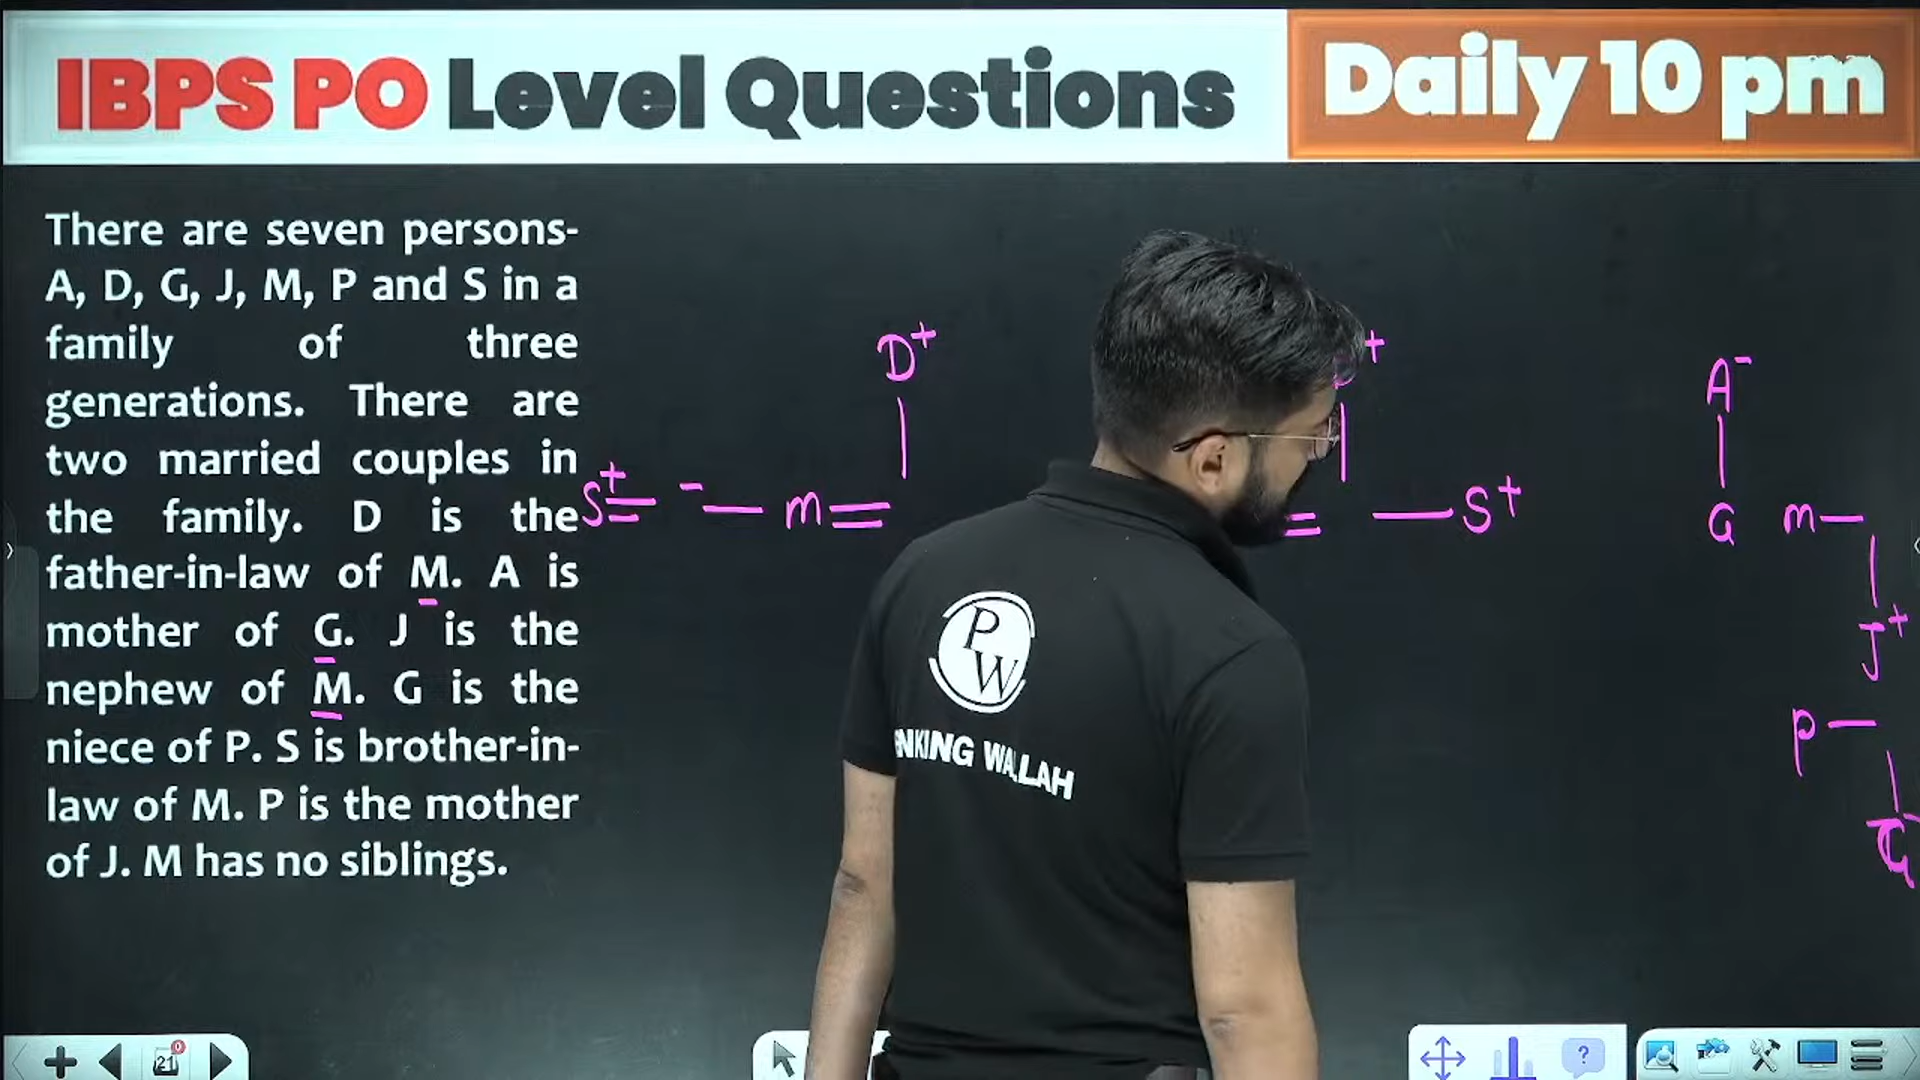 IBPS PO Level Questions
Daily 10 pm
There are seven persons-
A, D, G, J, M, P and S in a
family of three
generations. There are
two married couples in
the family. D is the
father-in-law of M. A is
mother of G. J is the
nephew of M. G is the
niece of P. S is brother-in-
law of M. P is the mother
of J. M has no siblings.
D+
S+ = - — m =
+
= — S+
A-
G
m —
J+
P —
G-
P
W
NKING WALLAH
21
0
?